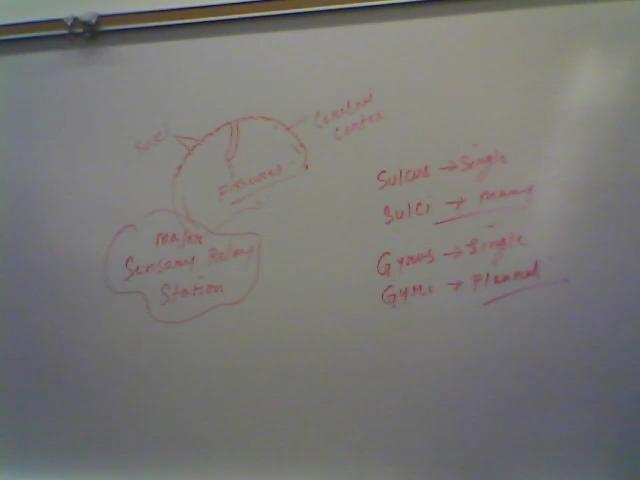 Sulci
Cerebral
Cortex
Fissures
Major
Sensory Relay
Station
Sulcus → Single
Sulci → many
Gyrus → Single
Gyri → Plural